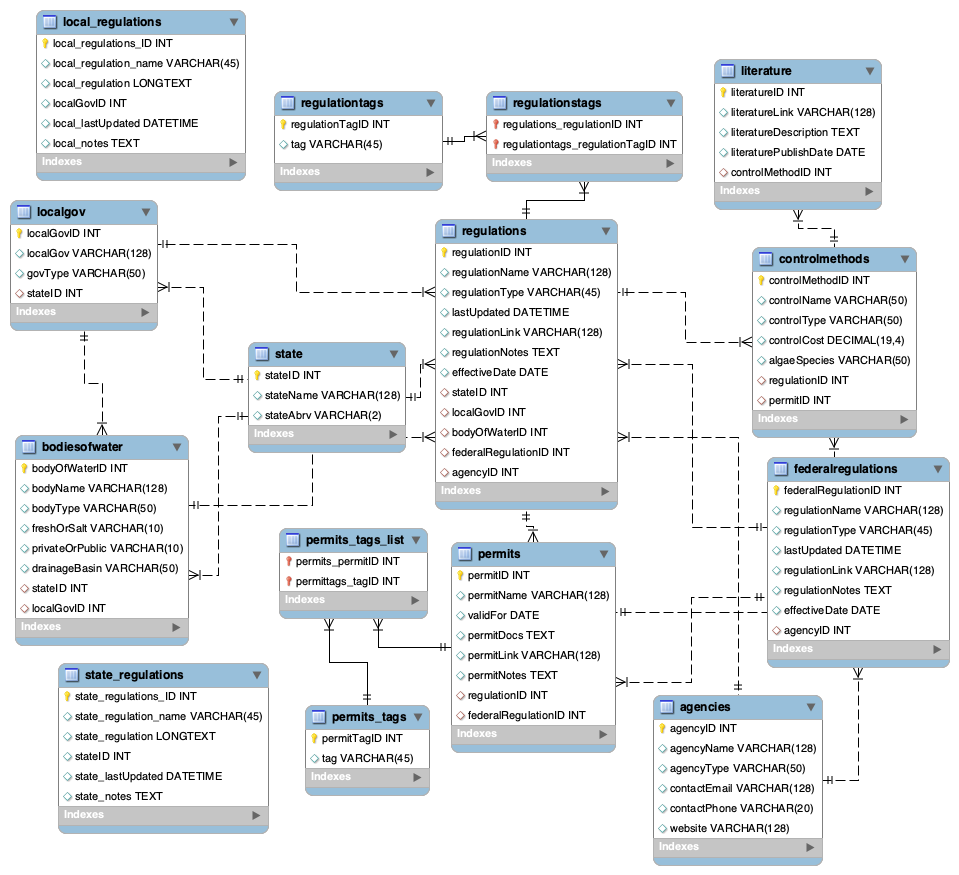 local_regulations
local_regulations_ID INT
local_regulation_name VARCHAR(45)
local_regulation LONGTEXT
localGovID INT
local_lastUpdated DATETIME
local_notes TEXT
Indexes
regulationtags
regulationTagID INT
tag VARCHAR(45)
Indexes
regulationstags
regulations_regulationID INT
regulationtags_regulationTagID INT
Indexes
literature
literatureID INT
literatureLink VARCHAR(128)
literatureDescription TEXT
literaturePublishDate DATE
controlMethodID INT
Indexes
localgov
localGovID INT
localGov VARCHAR(128)
govType VARCHAR(50)
stateID INT
Indexes
regulations
regulationID INT
regulationName VARCHAR(128)
regulationType VARCHAR(45)
lastUpdated DATETIME
regulationLink VARCHAR(128)
regulationNotes TEXT
effectiveDate DATE
stateID INT
localGovID INT
bodyOfWaterID INT
federalRegulationID INT
agencyID INT
Indexes
controlmethods
controlMethodID INT
controlName VARCHAR(50)
controlType VARCHAR(50)
controlCost DECIMAL(19,4)
algaeSpecies VARCHAR(50)
regulationID INT
permitID INT
Indexes
state
stateID INT
stateName VARCHAR(128)
stateAbrv VARCHAR(2)
Indexes
bodiesofwater
bodyOfWaterID INT
bodyName VARCHAR(128)
bodyType VARCHAR(50)
freshOrSalt VARCHAR(10)
privateOrPublic VARCHAR(10)
drainageBasin VARCHAR(50)
stateID INT
localGovID INT
Indexes
federalregulations
federalRegulationID INT
regulationName VARCHAR(128)
regulationType VARCHAR(45)
lastUpdated DATETIME
regulationLink VARCHAR(128)
regulationNotes TEXT
effectiveDate DATE
agencyID INT
Indexes
permits_tags_list
permits_permitID INT
permittags_tagID INT
Indexes
permits
permitID INT
permitName VARCHAR(128)
validFor DATE
permitDocs TEXT
permitLink VARCHAR(128)
permitNotes TEXT
regulationID INT
federalRegulationID INT
Indexes
state_regulations
state_regulations_ID INT
state_regulation_name VARCHAR(45)
state_regulation LONGTEXT
stateID INT
state_lastUpdated DATETIME
state_notes TEXT
Indexes
permits_tags
permitTagID INT
tag VARCHAR(45)
Indexes
agencies
agencyID INT
agencyName VARCHAR(128)
agencyType VARCHAR(50)
contactEmail VARCHAR(128)
contactPhone VARCHAR(20)
website VARCHAR(128)
Indexes